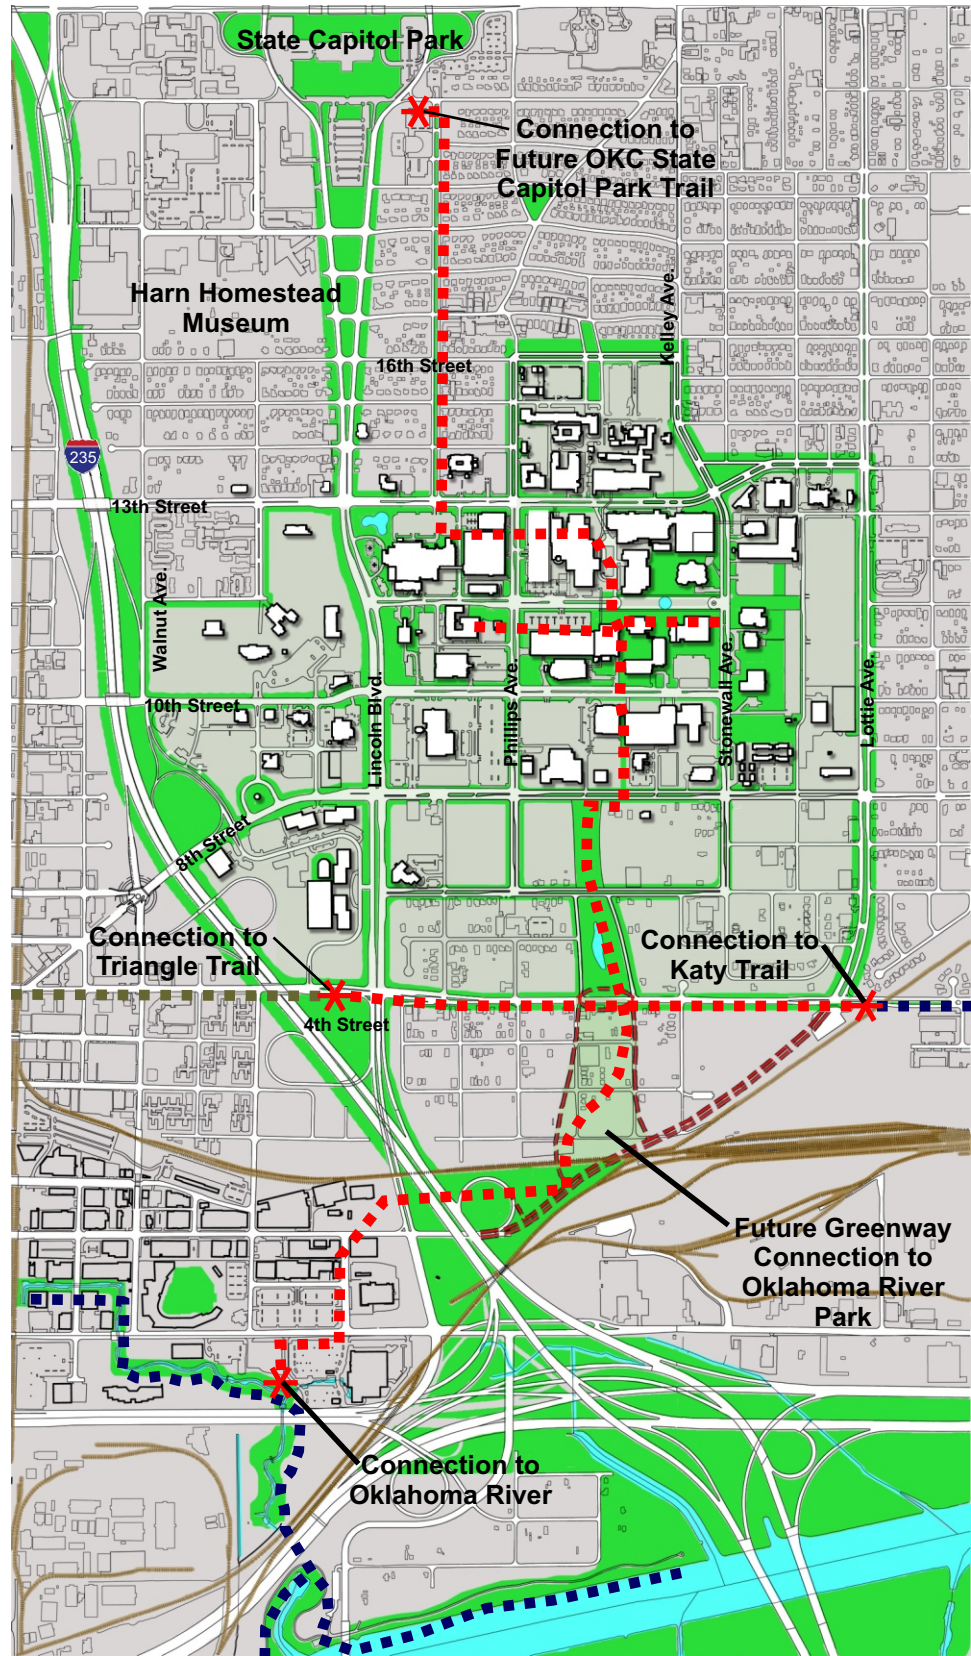 State Capitol Park
Connection to
Future OKC State
Capitol Park Trail
Harn Homestead
Museum
Kelley Ave.
16th Street
235
13th Street
Walnut Ave.
10th Street
Lincoln Blvd.
Phillips Ave.
Stonewall Ave.
Lottie Ave.
8th Street
Connection to
Triangle Trail
Connection to
Katy Trail
4th Street
Future Greenway
Connection to
Oklahoma River
Park
Connection to
Oklahoma River